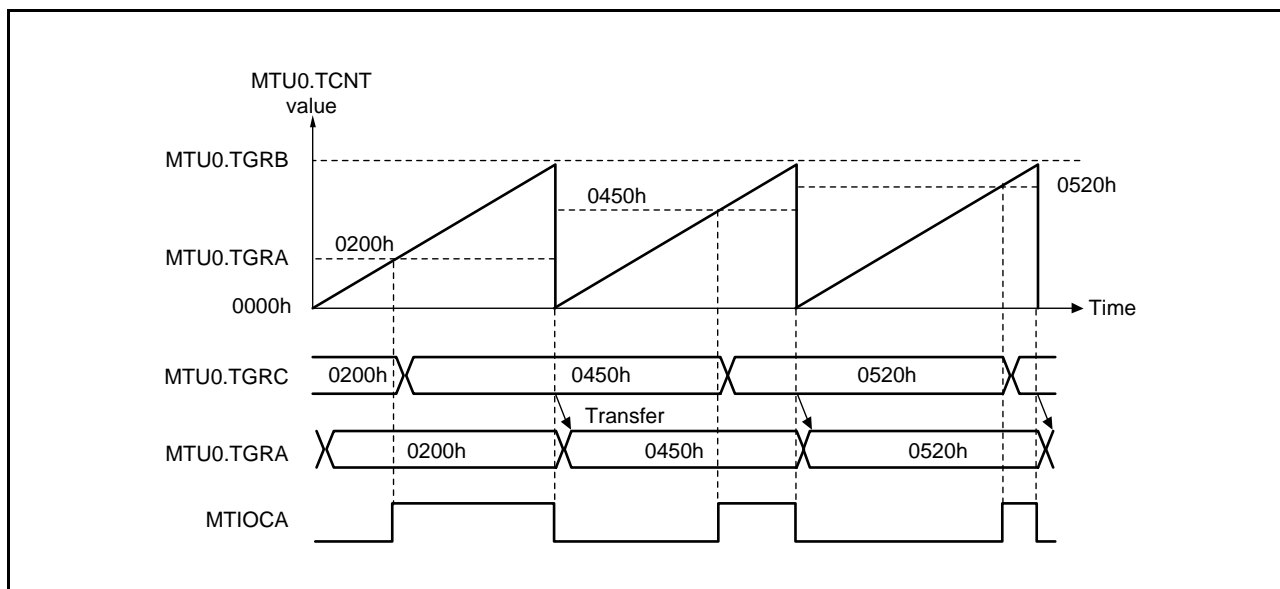 MTU0.TCNT
value
MTU0.TGRB
0520h
0450h
0200h
MTU0.TGRA
0000h
Time
MTU0.TGRC
0200h
0450h
0520h
Transfer
MTU0.TGRA
0200h
0450h
0520h
MTIOCA